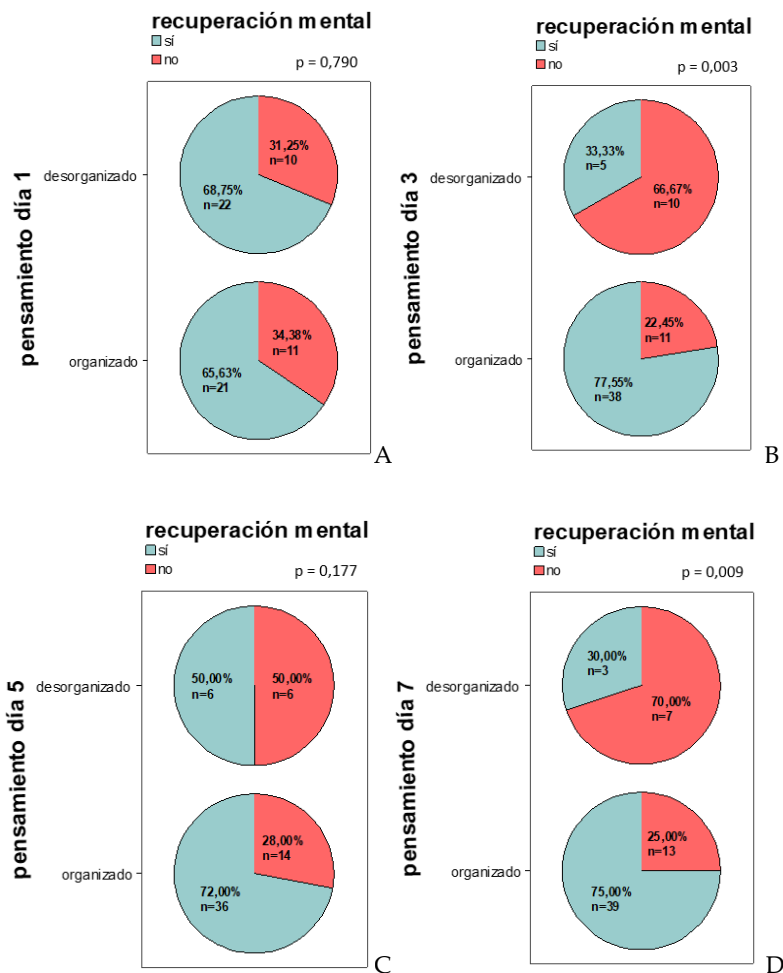 recuperación mental
sí
no
p = 0,790
pensamiento día 1
desorganizado
31,25%
n=10
68,75%
n=22
organizado
34,38%
n=11
65,63%
n=21
A
recuperación mental
sí
no
p = 0,003
pensamiento día 3
desorganizado
33,33%
n=5
66,67%
n=10
organizado
22,45%
n=11
77,55%
n=38
B
recuperación mental
sí
no
p = 0,177
pensamiento día 5
desorganizado
50,00%
n=6
50,00%
n=6
organizado
28,00%
n=14
72,00%
n=36
C
recuperación mental
sí
no
p = 0,009
pensamiento día 7
desorganizado
30,00%
n=3
70,00%
n=7
organizado
25,00%
n=13
75,00%
n=39
D